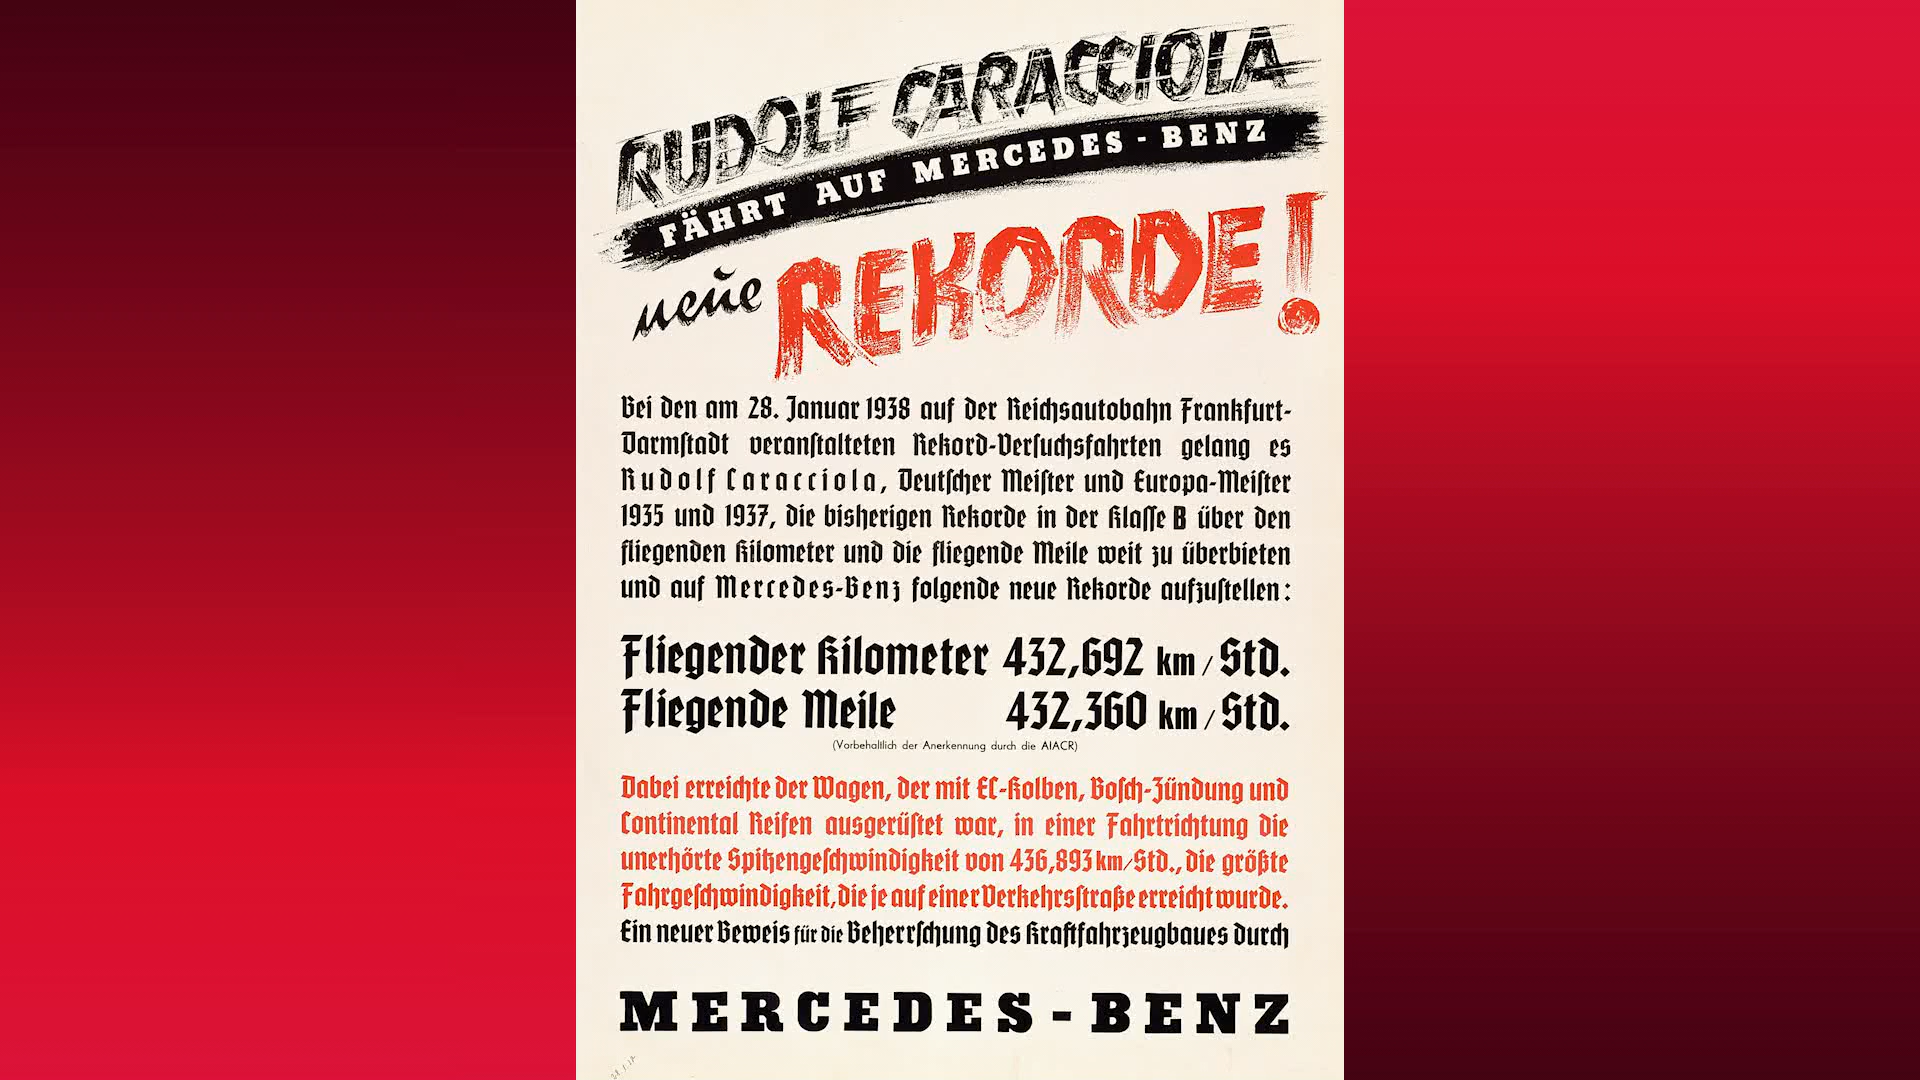 RUDOLF CARACCIOLA
FÄHRT AUF MERCEDES-BENZ
neue REKORDE!
Bei den am 28. Januar 1938 auf der Reichsautobahn Frankfurt-
Darmstadt veranstalteten Rekord-Versuchsfahrten gelang es
Rudolf Caracciola, Deutscher Meister und Europa-Meister
1935 und 1937, die bisherigen Rekorde in der Klasse B über den
fliegenden Kilometer und die fliegende Meile weit zu überbieten
und auf Mercedes-Benz folgende neue Rekorde aufzustellen:
Fliegender Kilometer 432,692 km/Std.
Fliegende Meile 432,360 km/Std.
(Vorbehaltlich der Anerkennung durch die AIACR)
Dabei erreichte der Wagen, der mit EC-Kolben, Bosch-Zündung und
Continental Reifen ausgerüstet war, in einer Fahrtrichtung die
unerhörte Spitzengeschwindigkeit von 436,893 km/Std., die größte
Fahrgeschwindigkeit, die je auf einer Verkehrsstraße erreicht wurde.
Ein neuer Beweis für die Beherrschung des Kraftfahrzeugbaues durch
MERCEDES-BENZ